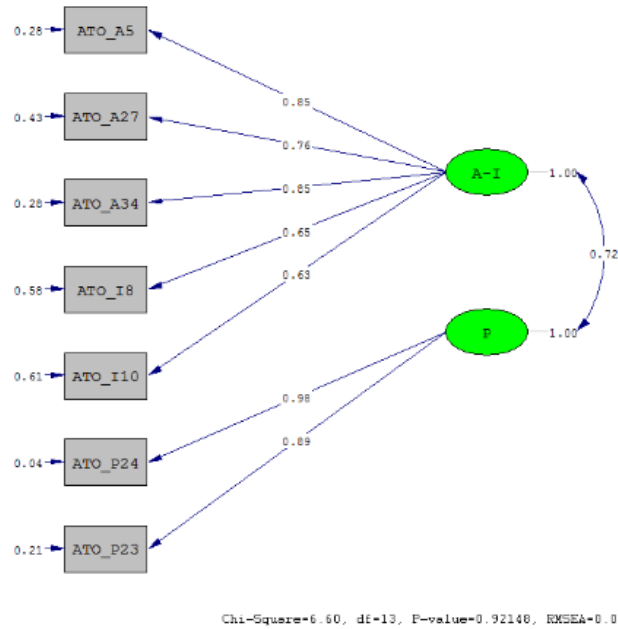 0.28 ATO_A5
0.85
0.43 ATO_A27
0.76
A-I 1.00
0.85
0.28 ATO_A34
0.65
0.72
0.63
0.58 ATO_I8
P 1.00
0.61 ATO_I10
0.98
0.89
0.04 ATO_P24
0.21 ATO_P23
Chi-Square=6.60, df=13, P-value=0.92148, RMSEA=0.0